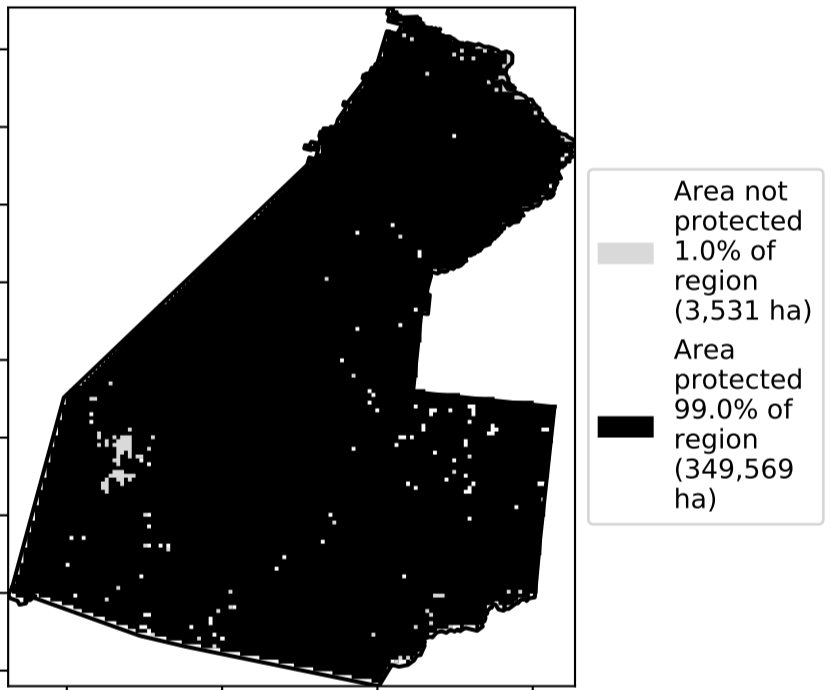 Area not
protected
1.0% of
region
(3,531 ha)
Area
protected
99.0% of
region
(349,569
ha)